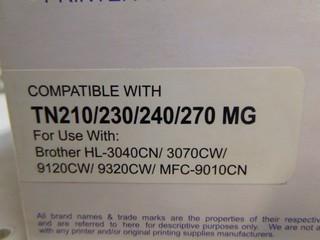 COMPATIBLE WITH
TN210/230/240/270 MG
For Use With:
Brother HL-3040CN/ 3070CW/
9120CW/ 9320CW/ MFC-9010CN
All brand names & trade marks are the properties of their respective
and are referred to here for descriptive purposes only. We are not a
with any printer and/or original printing supplies manufacturers.